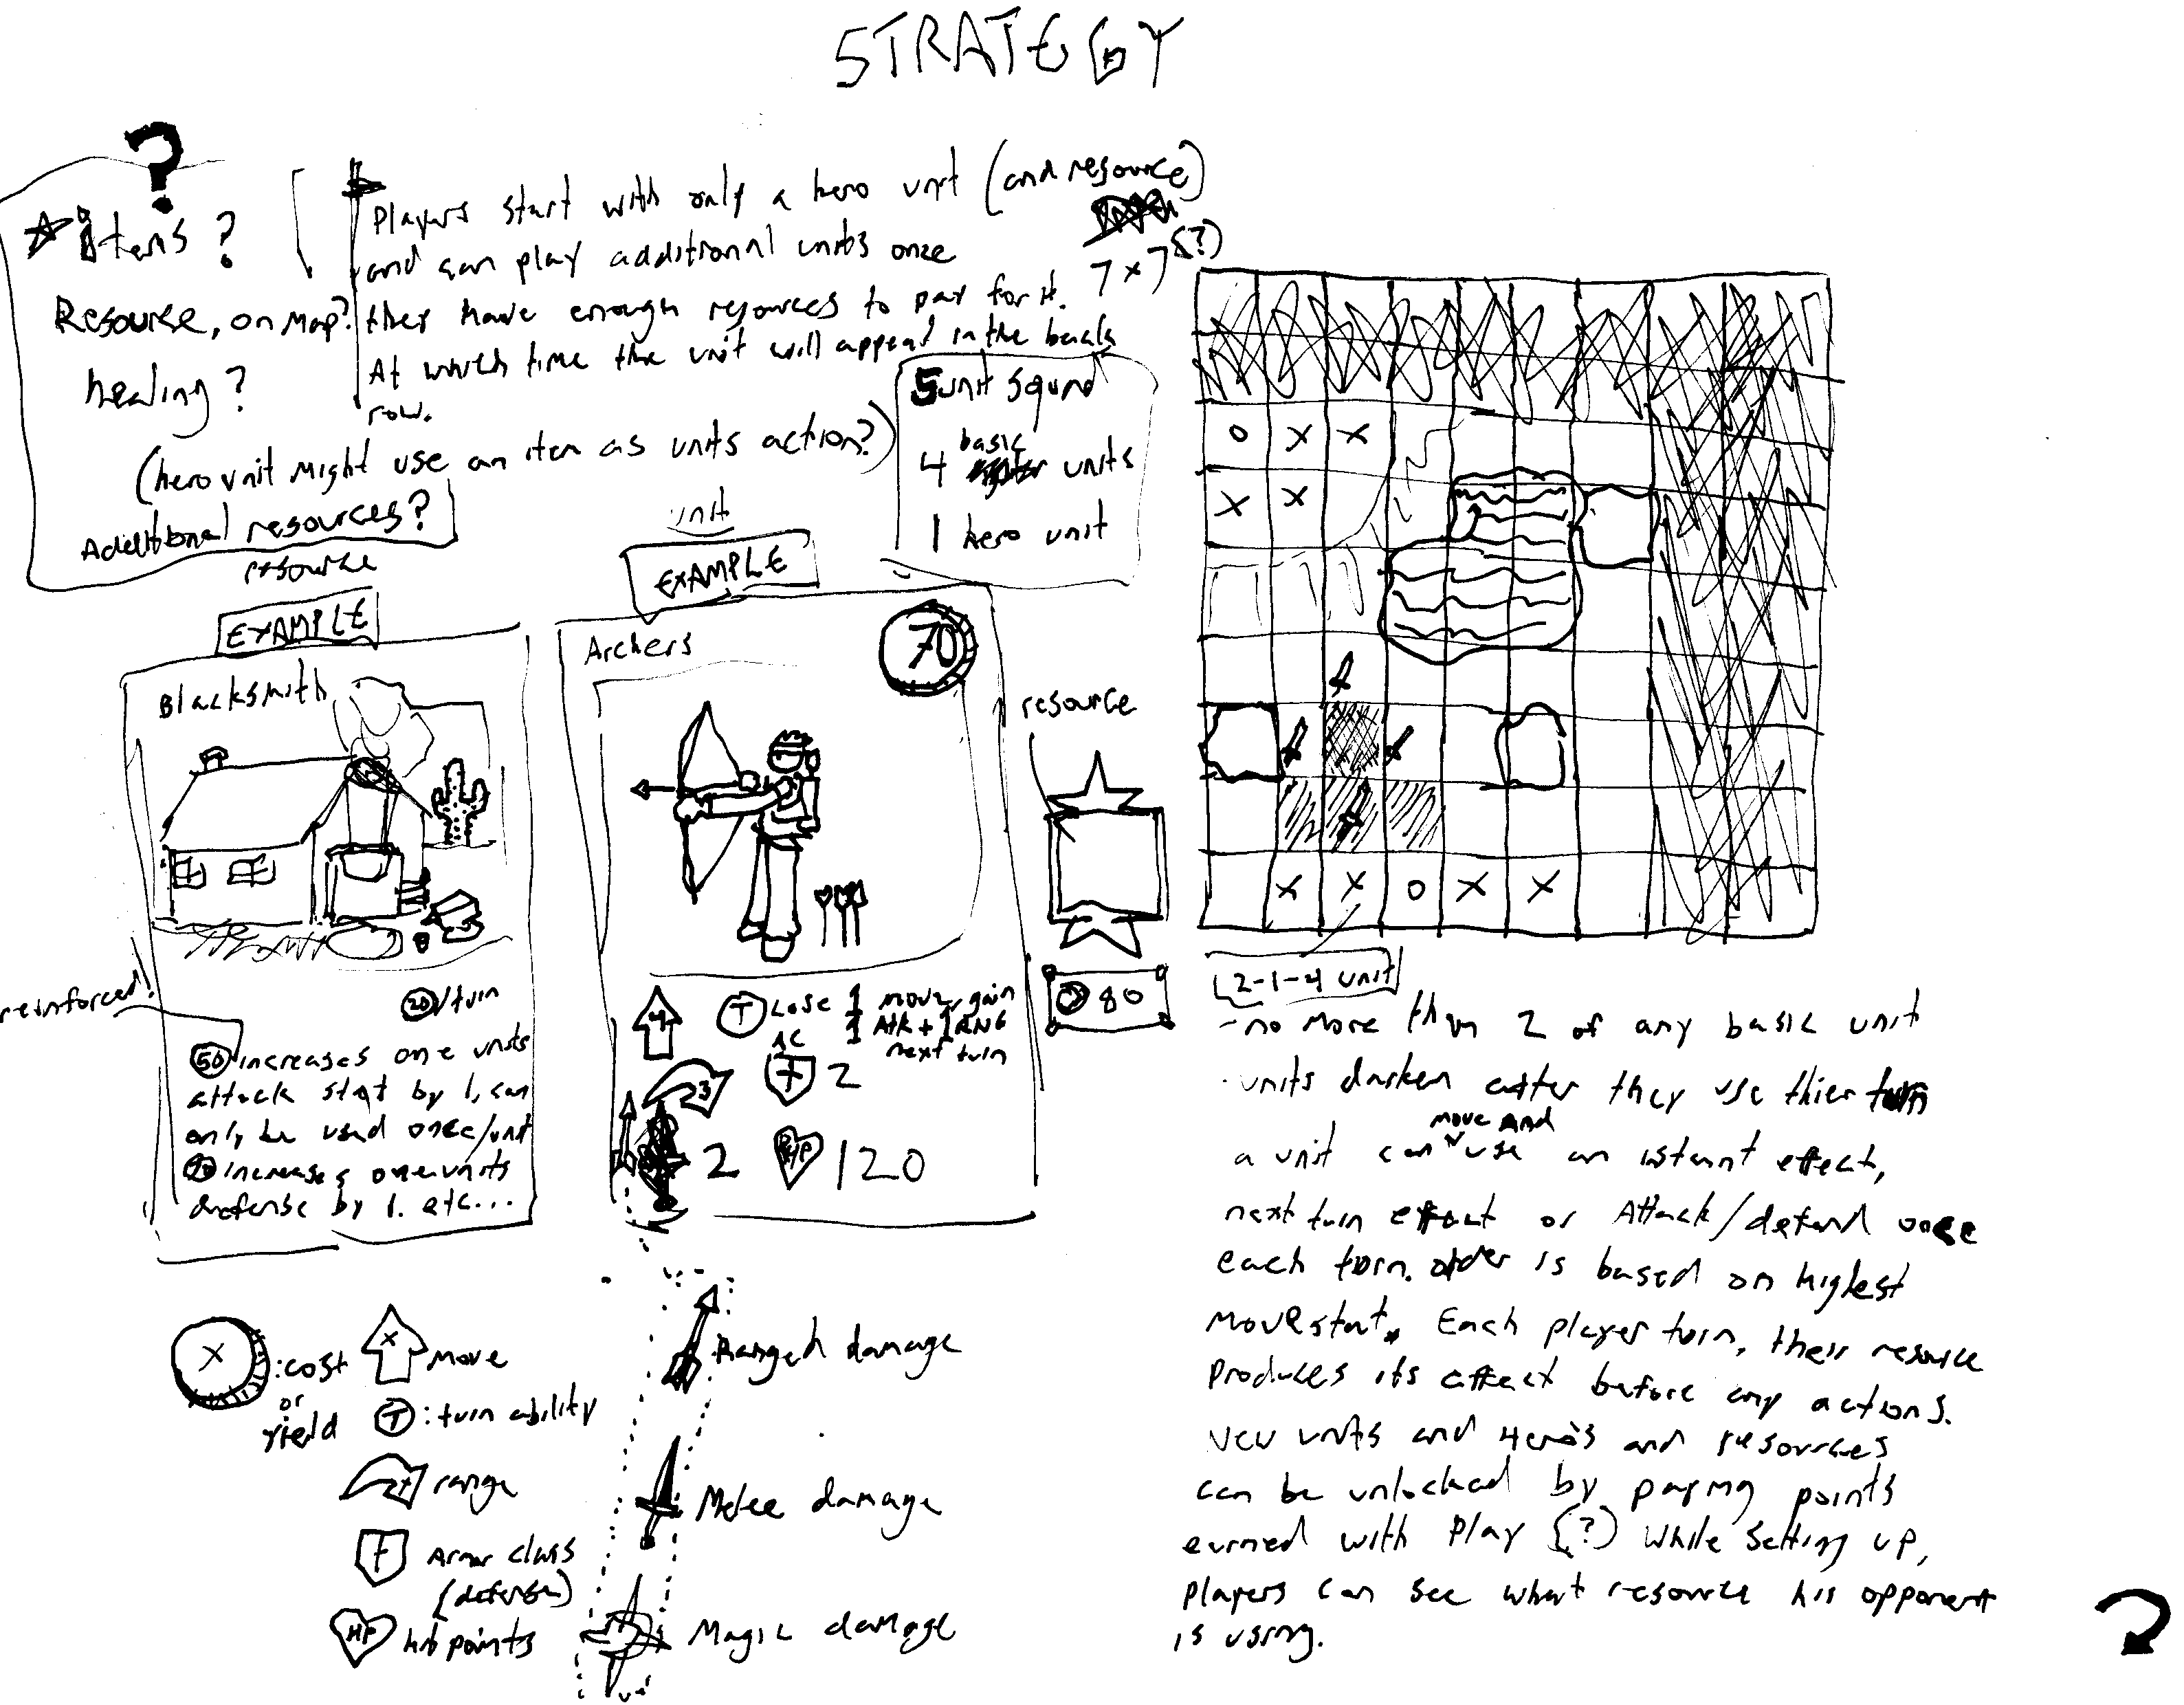 STRATEGY
?
items?
Resource, on map?
healing?
(hero unit might use an item as units action?)
Additional resources?
Players start with only a hero unit (and resource)
and can play additional units once
they have enough resources to pay for it.
At which time the unit will appear in the back
row.
7x7(?)
5 unit squad
4 basic units
1 hero unit
resource
EXAMPLE
Blacksmith
20/turn
reinforced!
50 increases one units
attack stat by 1, can
only be used once/unit
increases one units
defense by 1. etc...
unit
EXAMPLE
Archers
70
4
T Lose 1 move, gain
1 Atk + 1 RNG
next turn
AC
2
3
2
HP 120
resource
80
O X X
X X
X X O X X
2-1-4 unit
-no more than 2 of any basic unit
-units darken after they use thier turn
a unit can move and use an instant effect,
next turn effect or Attack/defend once
each turn. order is based on highest
move stat. Each player turn, their resource
produces its affect before any actions.
new units and Hero's and resources
can be unlocked by paying points
earned with play (?) While setting up,
players can see what resource his opponent
is using.
X :cost
or
yield
X move
T :turn ability
+ range
Armor class
(defense)
HP hit points
Ranged damage
Melee damage
Magic damage